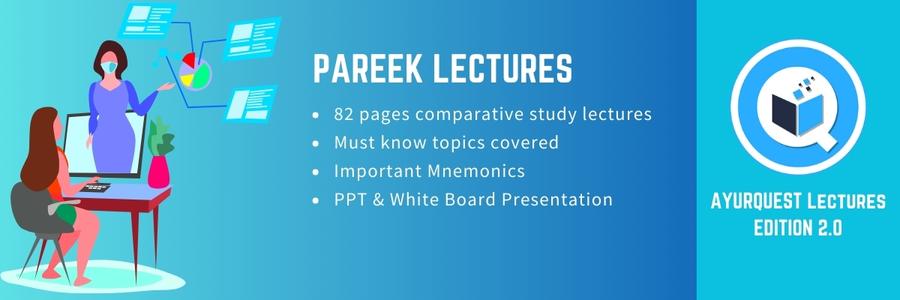 PAREEK LECTURES
• 82 pages comparative study lectures
• Must know topics covered
• Important Mnemonics
• PPT & White Board Presentation
AYURQUEST LECTURES
EDITION 2.0